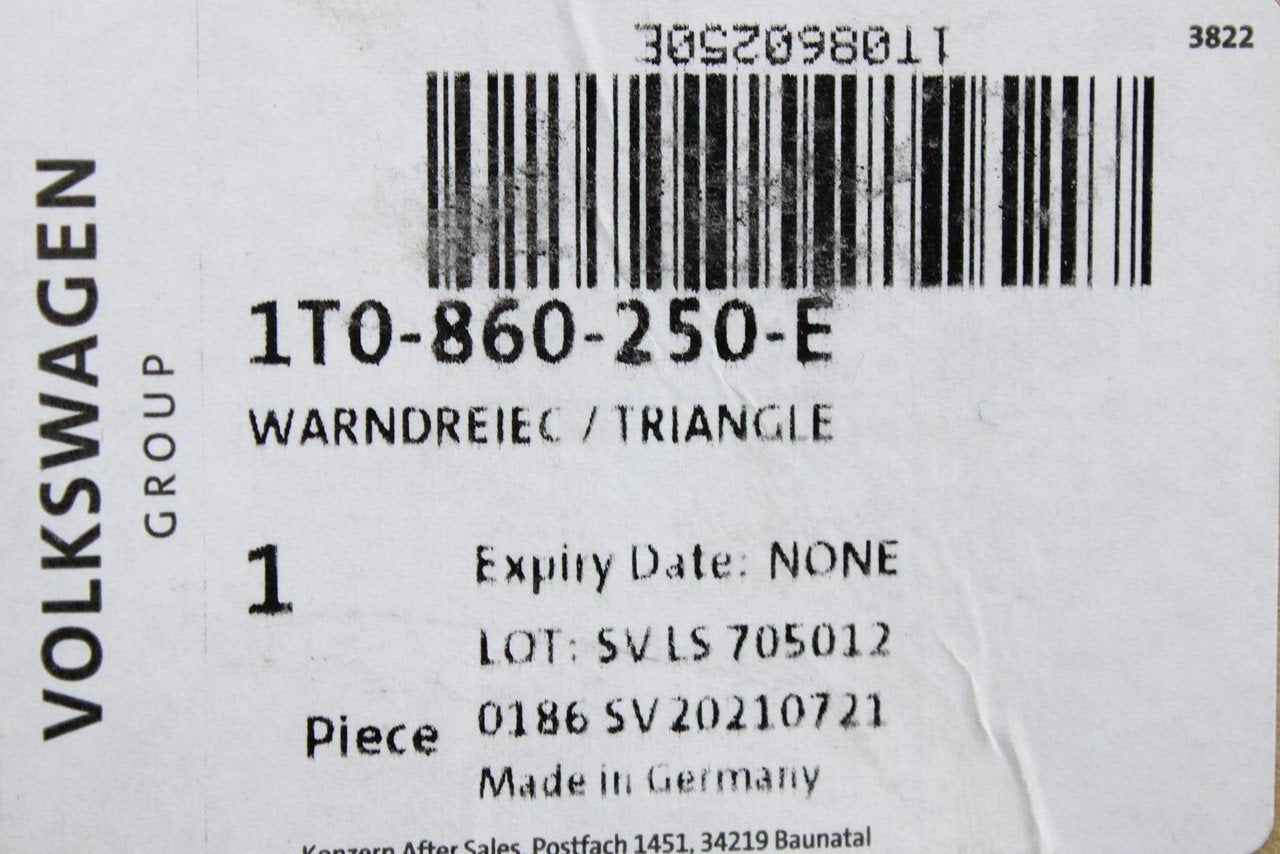 1T0860250E
3822
VOLKSWAGEN
GROUP
1T0-860-250-E
WARNDREIEC / TRIANGLE
1
Piece
Expiry Date: NONE
LOT: SV LS 705012
0186 SV 20210721
Made in Germany
Konzern After Sales, Postfach 1451, 34219 Baunatal